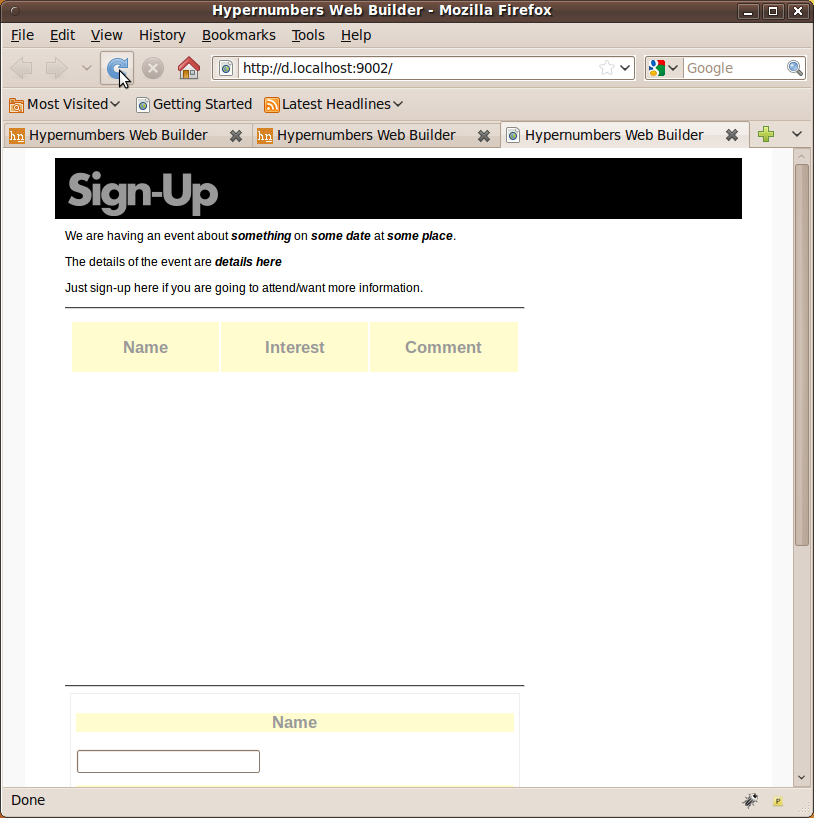 Hypernumbers Web Builder - Mozilla Firefox
File Edit View History Bookmarks Tools Help
http://d.localhost:9002/ Google
Most Visited Getting Started Latest Headlines
hn Hypernumbers Web Builder hn Hypernumbers Web Builder Hypernumbers Web Builder
Sign-Up
We are having an event about something on some date at some place.
The details of the event are details here
Just sign-up here if you are going to attend/want more information.
Name Interest Comment
Name
Done P